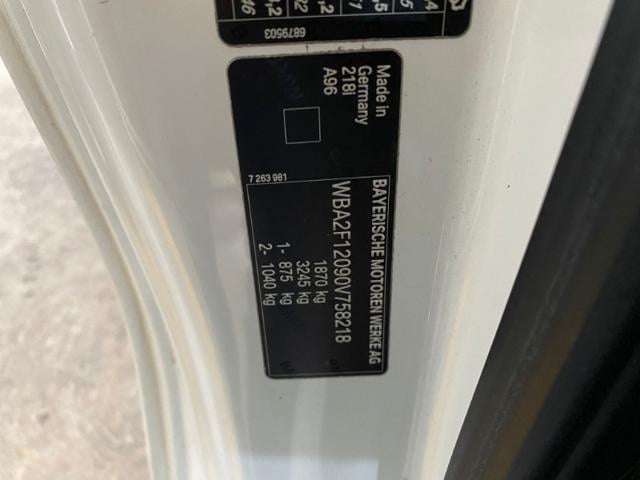 6879503
Made in
Germany
218i
A96
7 263 981
BAYERISCHE MOTOREN WERKE AG
WBA2F12090V758218
1870 kg
3245 kg
1- 875 kg
2- 1040 kg